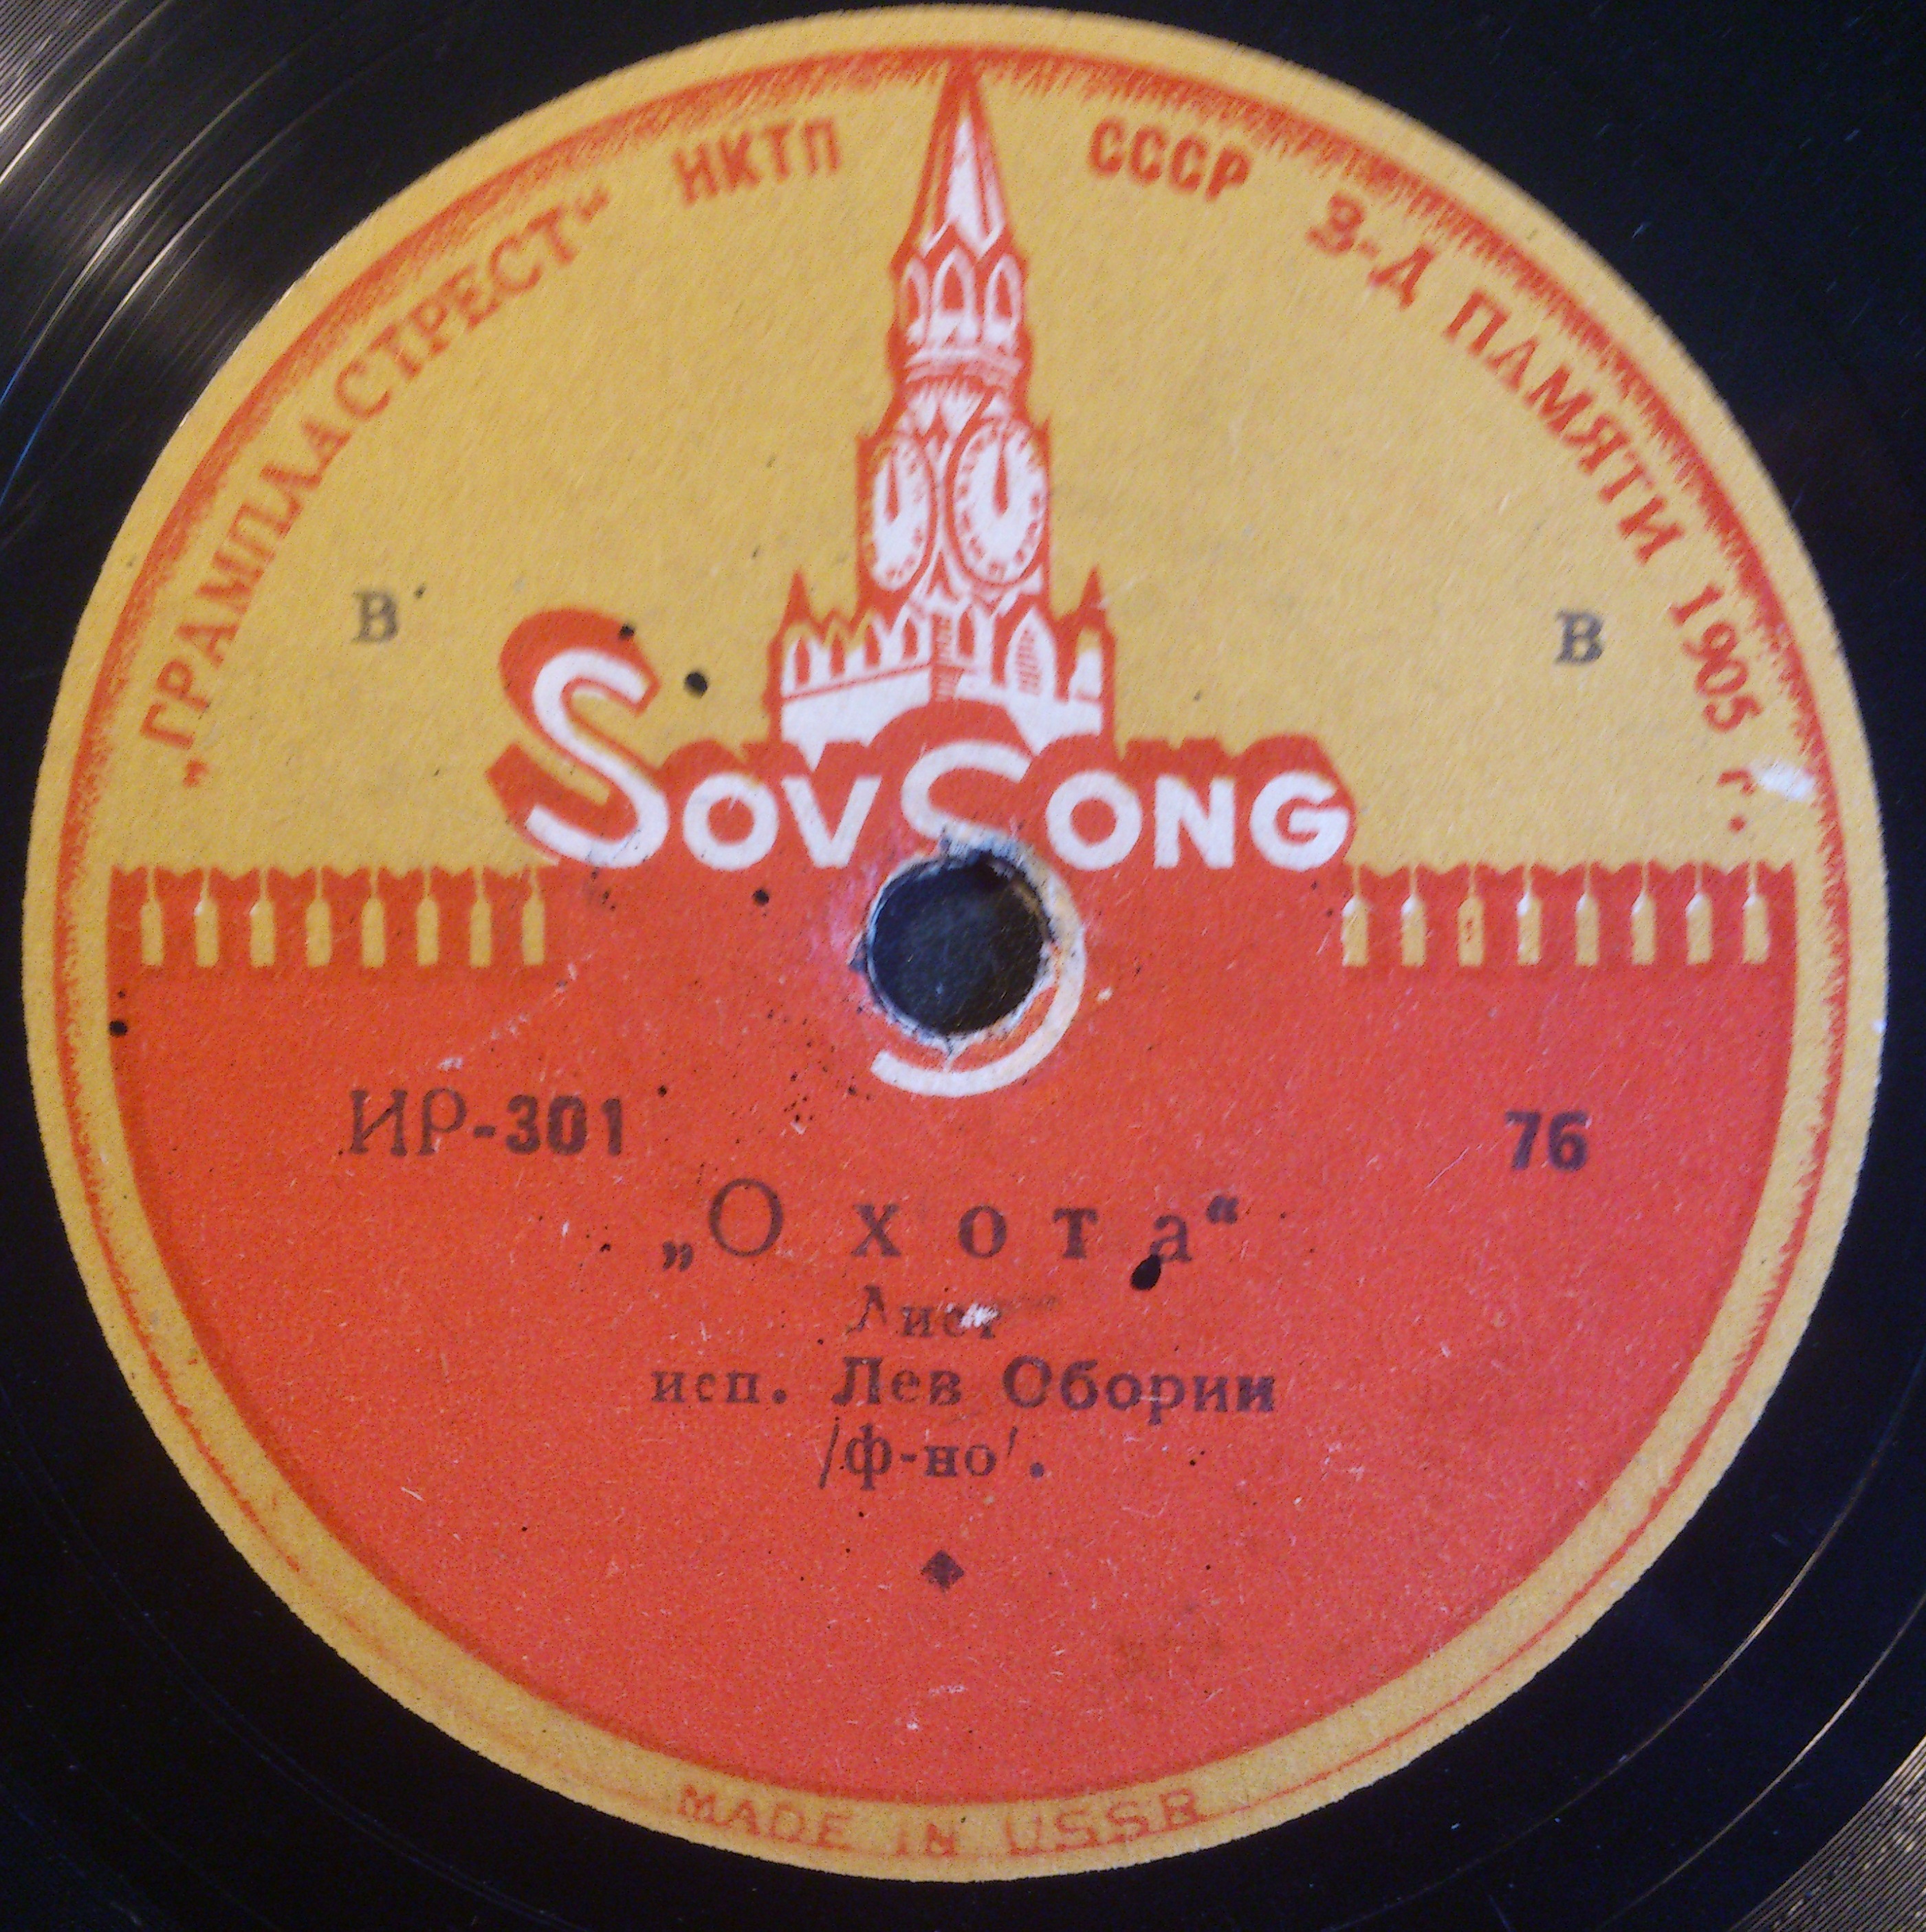 „ГРАМПЛАСТРЕСТ“ НКТП СССР З-Д ПАМЯТИ 1905 г.
В В
SOVSONG
ИР-301 76
„Охота“
Лист
исп. Лев Оборин
/ф-но/.
MADE IN USSR